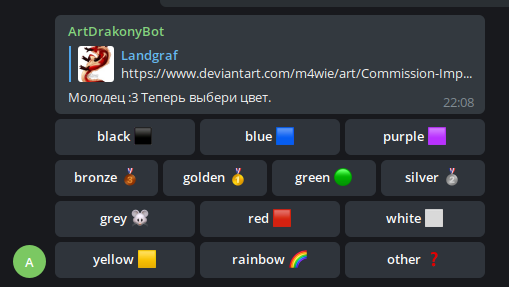 ArtDrakonyBot
Landgraf
https://www.deviantart.com/m4wie/art/Commission-Imp...
Молодец :3 Теперь выбери цвет.
22:08
black ⬛
blue 🟦
purple 🟪
bronze 🥉
golden 🥇
green 🟢
silver 🥈
grey 🐭
red 🟥
white ⬜
yellow 🟨
rainbow 🌈
other ❓
A